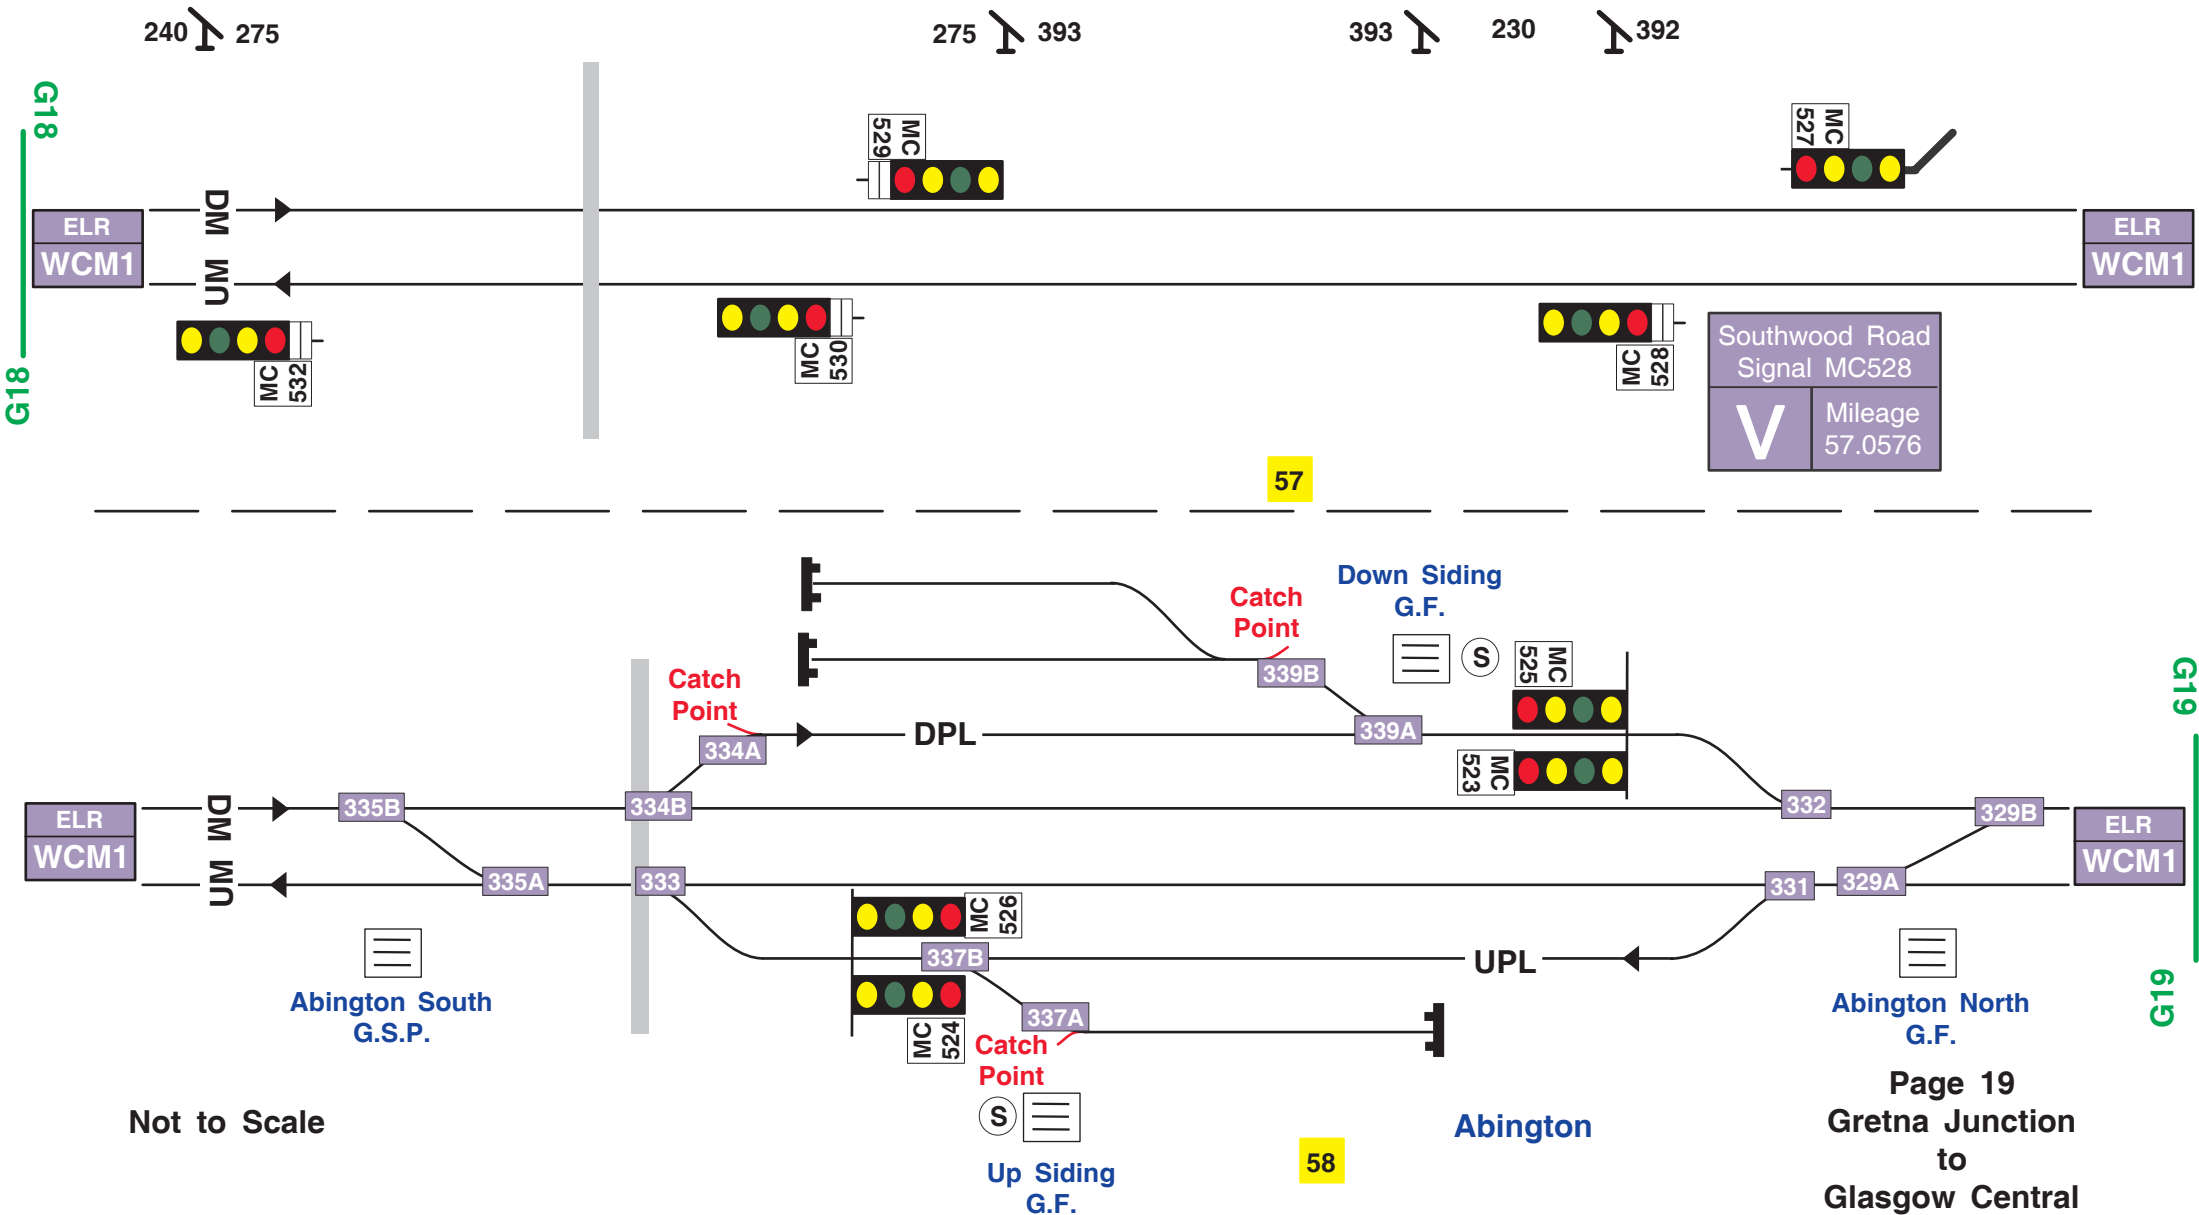 240 275
275 393
393 230 392
G18
G18
MC
529
MC
527
ELR
WCM1
DM
UM
ELR
WCM1
MC
532
MC
530
MC
528
Southwood Road
Signal MC528
V
Mileage
57.0576
57
Down Siding
G.F.
Catch
Point
339B
S
MC
525
G19
Catch
Point
334A
DPL
339A
MC
523
ELR
WCM1
DM
UM
335B
334B
332
329B
ELR
WCM1
335A
333
331
329A
MC
526
337B
UPL
MC
524
337A
Catch
Point
Abington South
G.S.P.
Abington North
G.F.
G19
S
Up Siding
G.F.
Not to Scale
58
Abington
Page 19
Gretna Junction
to
Glasgow Central